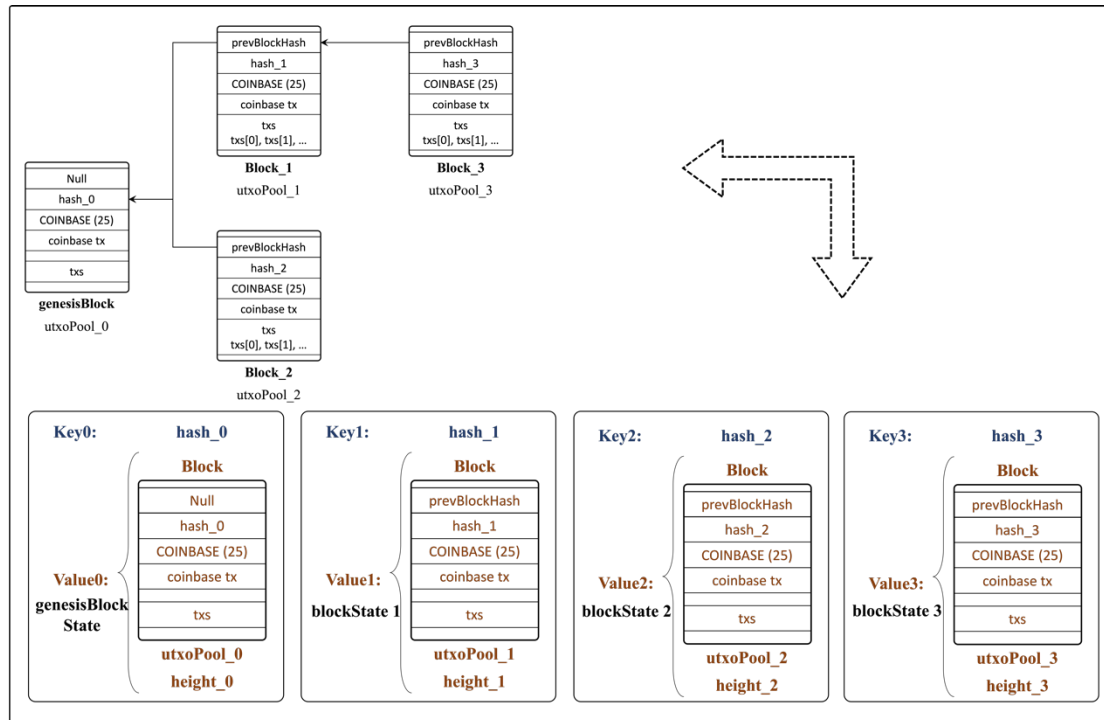 prevBlockHash
hash_1
COINBASE (25)
coinbase tx
txs
txs[0], txs[1], ...
Block_1
utxoPool_1
prevBlockHash
hash_3
COINBASE (25)
coinbase tx
txs
txs[0], txs[1], ...
Block_3
utxoPool_3
Null
hash_0
COINBASE (25)
coinbase tx
txs
genesisBlock
utxoPool_0
prevBlockHash
hash_2
COINBASE (25)
coinbase tx
txs
txs[0], txs[1], ...
Block_2
utxoPool_2
Key0: hash_0
Block
Null
hash_0
COINBASE (25)
coinbase tx
txs
Value0:
genesisBlock
State
utxoPool_0
height_0
Key1: hash_1
Block
prevBlockHash
hash_1
COINBASE (25)
coinbase tx
txs
Value1:
blockState 1
utxoPool_1
height_1
Key2: hash_2
Block
prevBlockHash
hash_2
COINBASE (25)
coinbase tx
txs
Value2:
blockState 2
utxoPool_2
height_2
Key3: hash_3
Block
prevBlockHash
hash_3
COINBASE (25)
coinbase tx
txs
Value3:
blockState 3
utxoPool_3
height_3